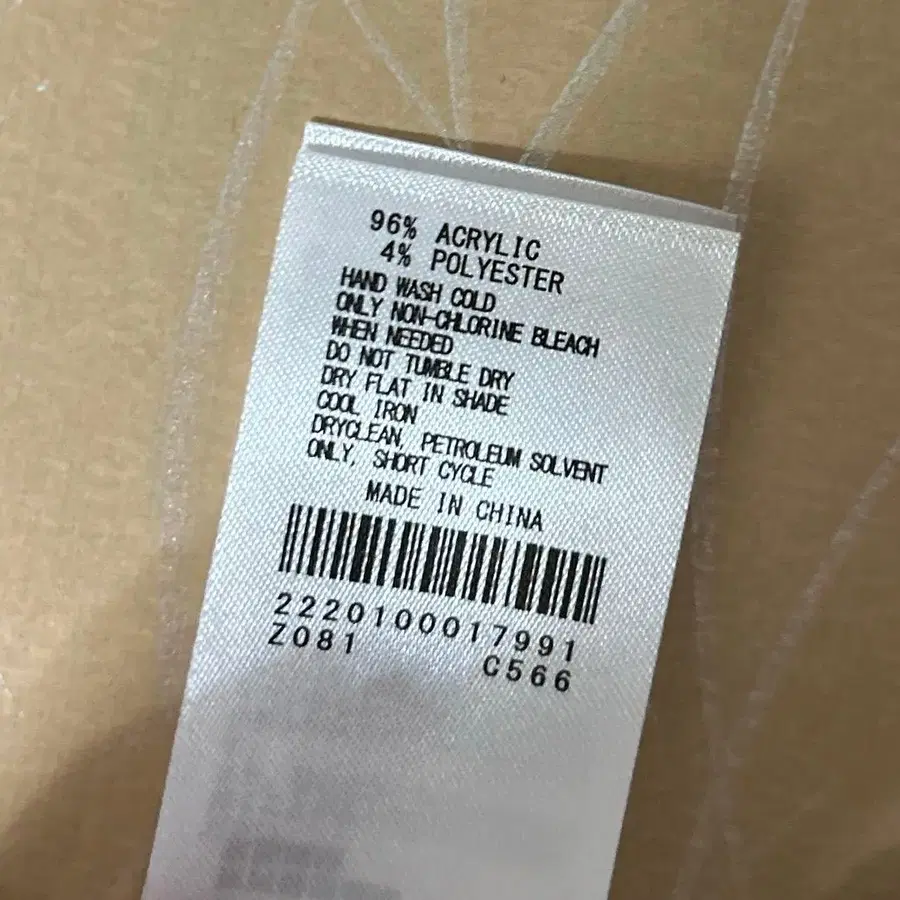 96% ACRYLIC
4% POLYESTER
HAND WASH COLD
ONLY NON-CHLORINE BLEACH
WHEN NEEDED
DO NOT TUMBLE DRY
DRY FLAT IN SHADE
COOL IRON
DRYCLEAN, PETROLEUM SOLVENT
ONLY, SHORT CYCLE
MADE IN CHINA
2220100017991
Z081 C566